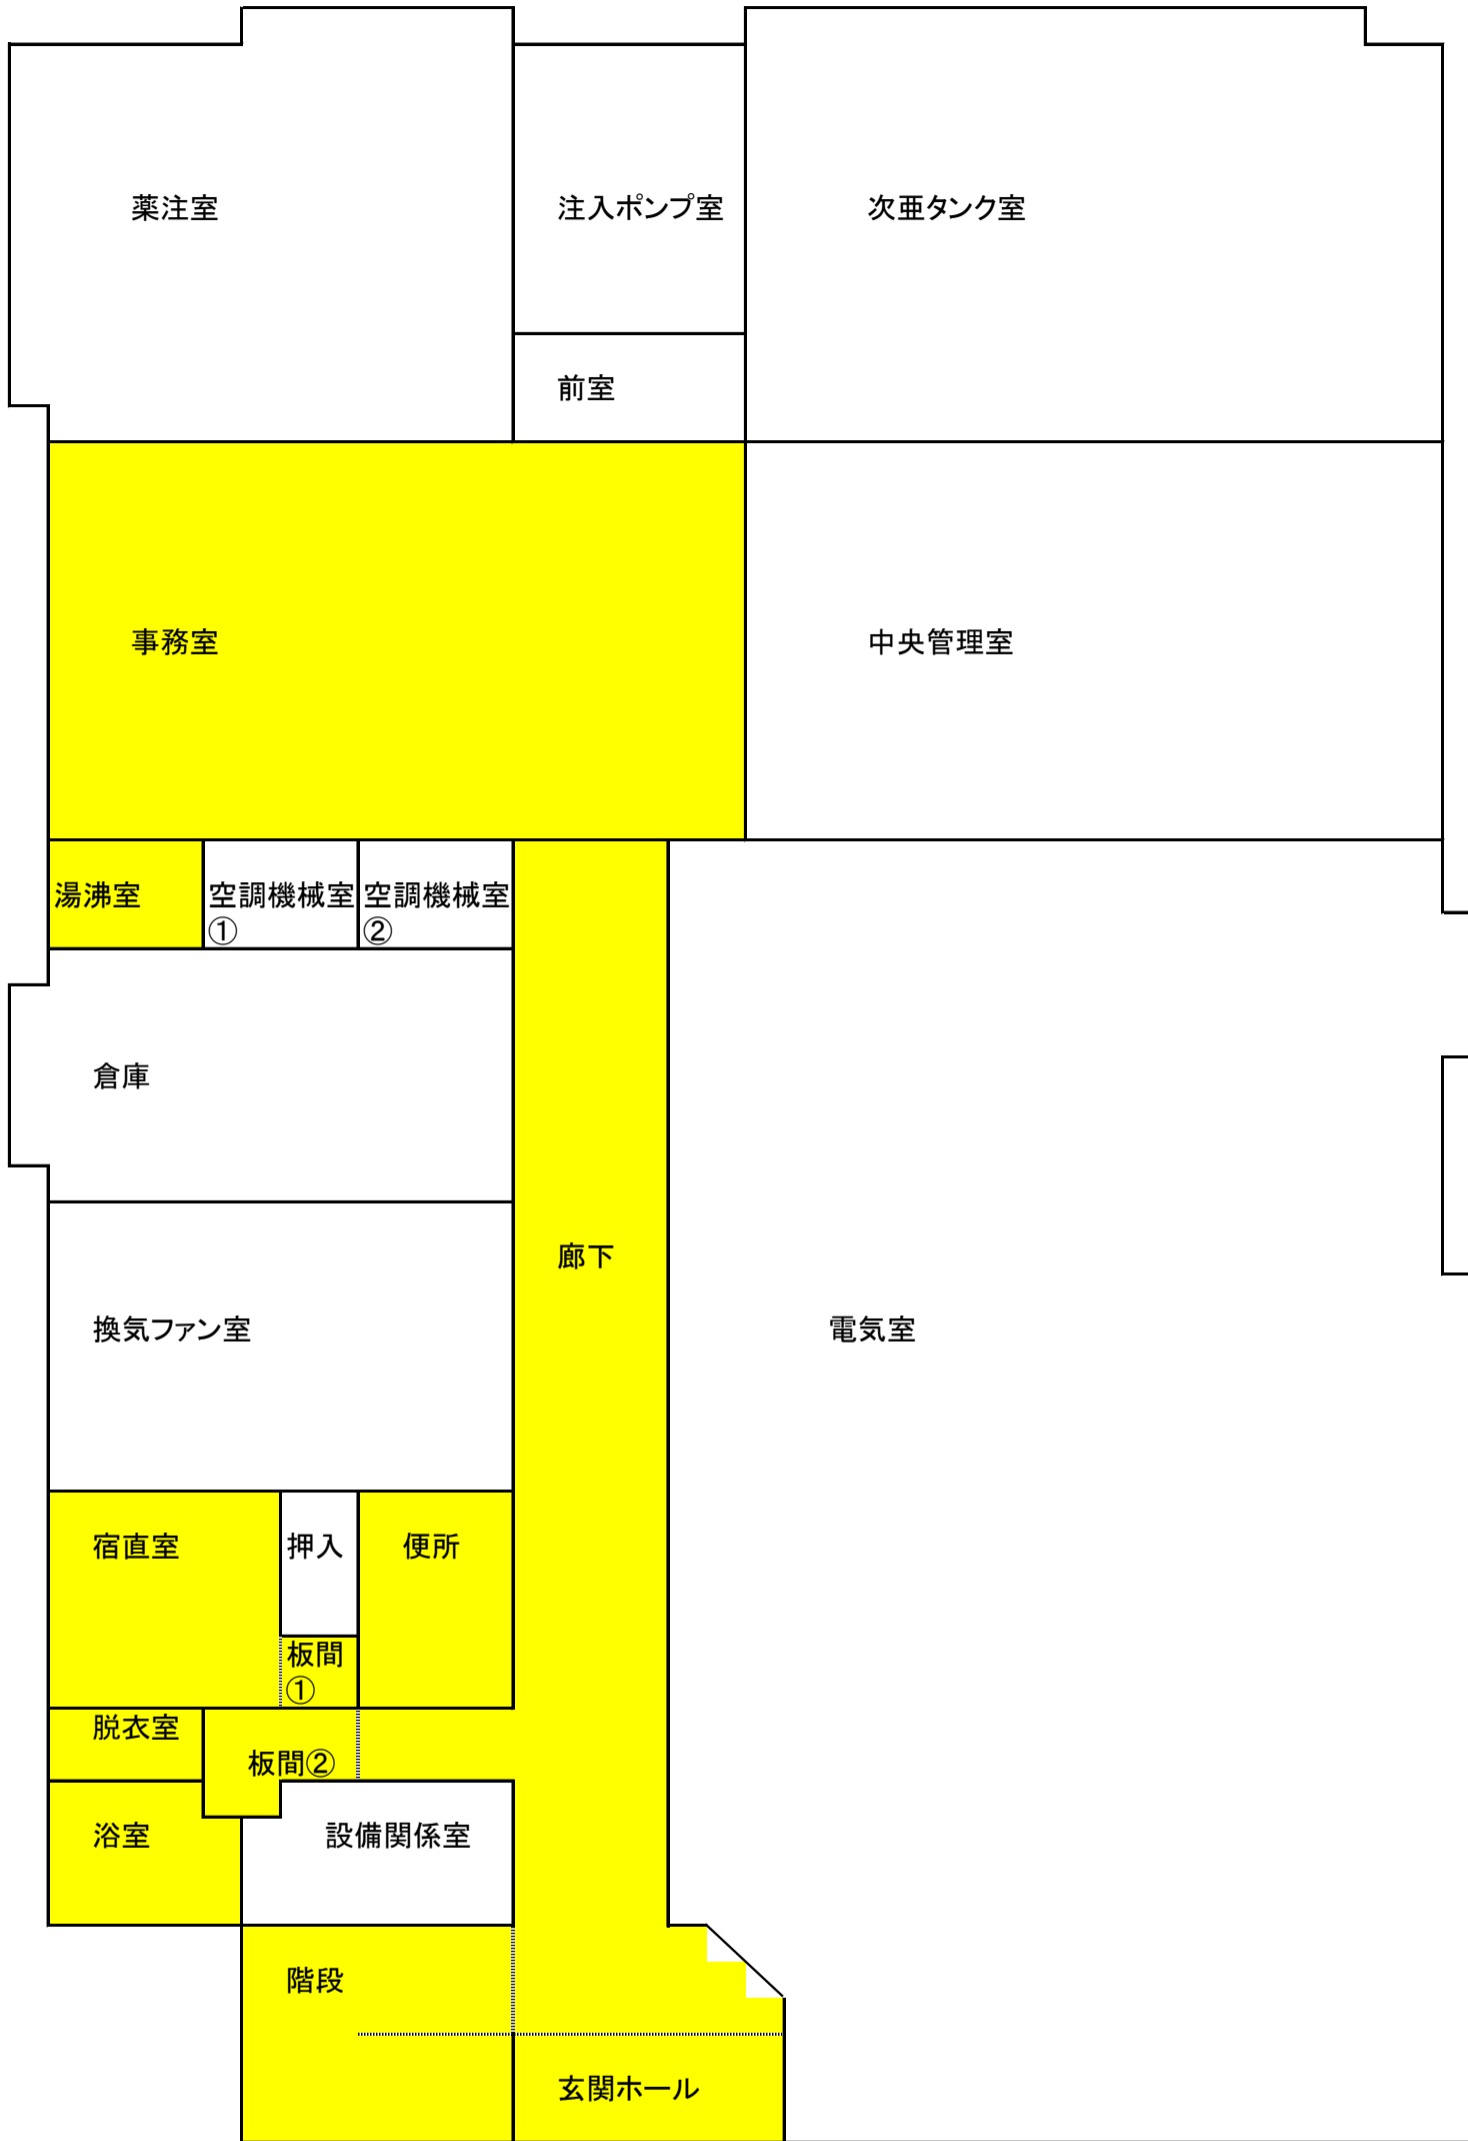 薬注室
注入ポンプ室
次亜タンク室
前室
事務室
中央管理室
湯沸室
空調機械室
①
空調機械室
②
倉庫
廊下
換気ファン室
電気室
宿直室
押入
便所
板間
①
脱衣室
板間②
浴室
設備関係室
階段
玄関ホール